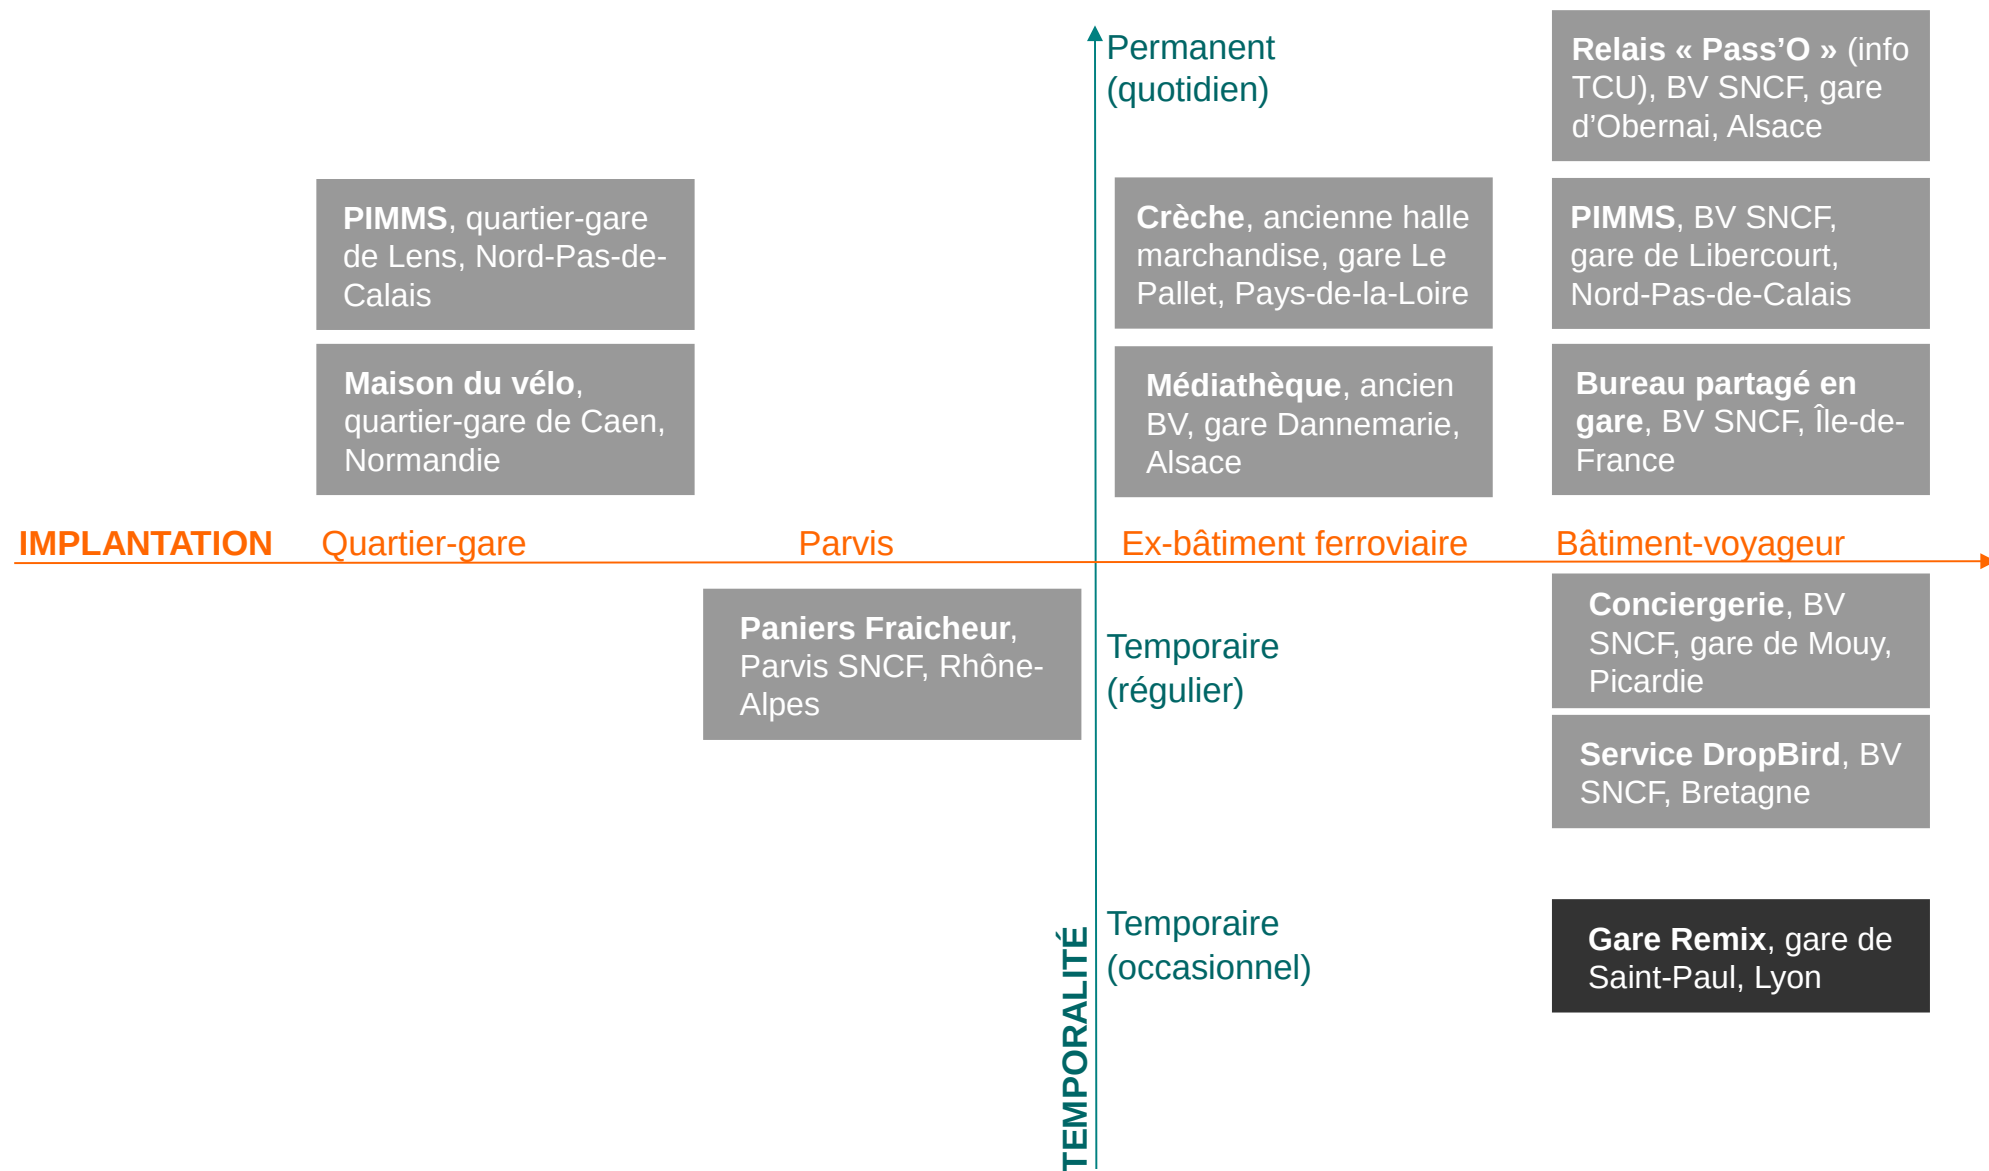 Permanent
(quotidien)
Relais « Pass’O » (info
TCU), BV SNCF, gare
d’Obernai, Alsace
PIMMS, quartier-gare
de Lens, Nord-Pas-de-
Calais
Crèche, ancienne halle
marchandise, gare Le
Pallet, Pays-de-la-Loire
PIMMS, BV SNCF,
gare de Libercourt,
Nord-Pas-de-Calais
Maison du vélo,
quartier-gare de Caen,
Normandie
Médiathèque, ancien
BV, gare Dannemarie,
Alsace
Bureau partagé en
gare, BV SNCF, Île-de-
France
IMPLANTATION
Quartier-gare
Parvis
Ex-bâtiment ferroviaire
Bâtiment-voyageur
Paniers Fraicheur,
Parvis SNCF, Rhône-
Alpes
Temporaire
(régulier)
Conciergerie, BV
SNCF, gare de Mouy,
Picardie
Service DropBird, BV
SNCF, Bretagne
TEMPORALITÉ
Temporaire
(occasionnel)
Gare Remix, gare de
Saint-Paul, Lyon